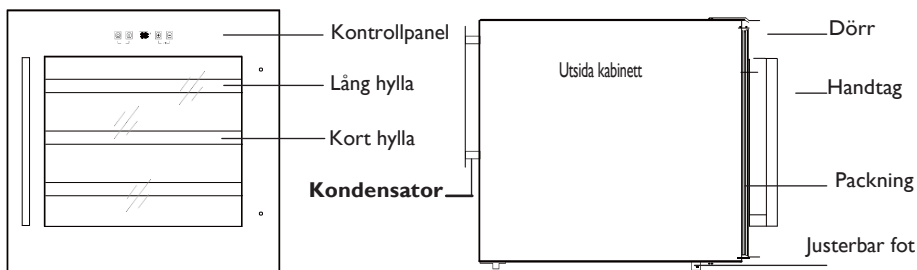 Kontrollpanel
Lång hylla
Kort hylla
Kondensator
Utsida kabinett
Dörr
Handtag
Packning
Justerbar fot